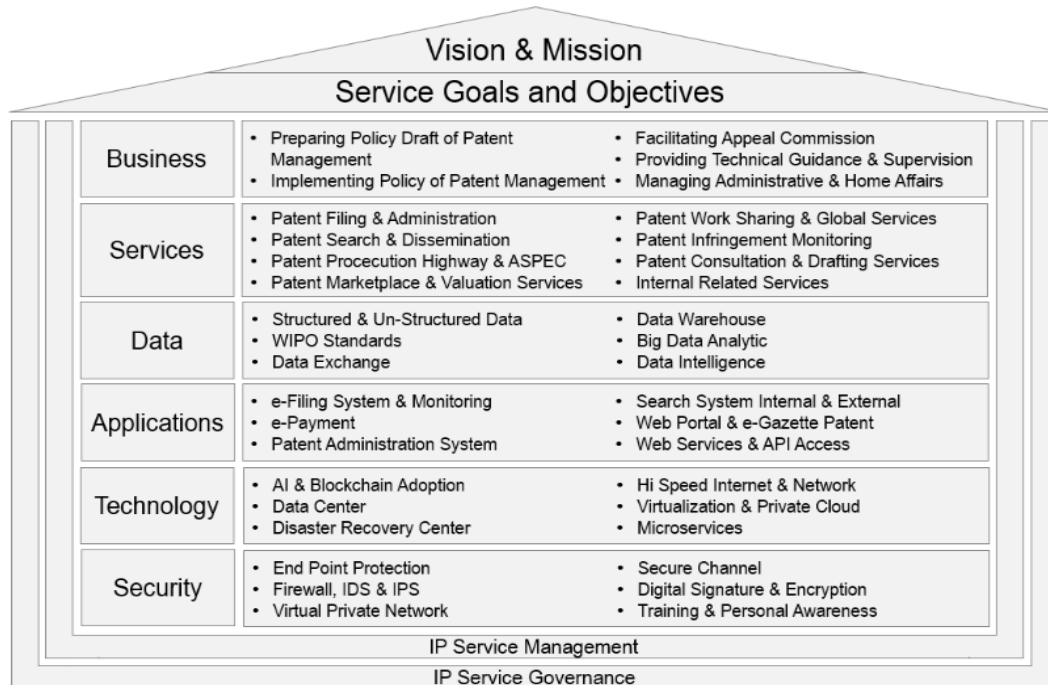 Vision & Mission
Service Goals and Objectives
Business
• Preparing Policy Draft of Patent
Management
• Implementing Policy of Patent Management
• Facilitating Appeal Commission
• Providing Technical Guidance & Supervision
• Managing Administrative & Home Affairs
Services
• Patent Filing & Administration
• Patent Search & Dissemination
• Patent Procecution Highway & ASPEC
• Patent Marketplace & Valuation Services
• Patent Work Sharing & Global Services
• Patent Infringement Monitoring
• Patent Consultation & Drafting Services
• Internal Related Services
Data
• Structured & Un-Structured Data
• WIPO Standards
• Data Exchange
• Data Warehouse
• Big Data Analytic
• Data Intelligence
Applications
• e-Filing System & Monitoring
• e-Payment
• Patent Administration System
• Search System Internal & External
• Web Portal & e-Gazette Patent
• Web Services & API Access
Technology
• AI & Blockchain Adoption
• Data Center
• Disaster Recovery Center
• Hi Speed Internet & Network
• Virtualization & Private Cloud
• Microservices
Security
• End Point Protection
• Firewall, IDS & IPS
• Virtual Private Network
• Secure Channel
• Digital Signature & Encryption
• Training & Personal Awareness
IP Service Management
IP Service Governance